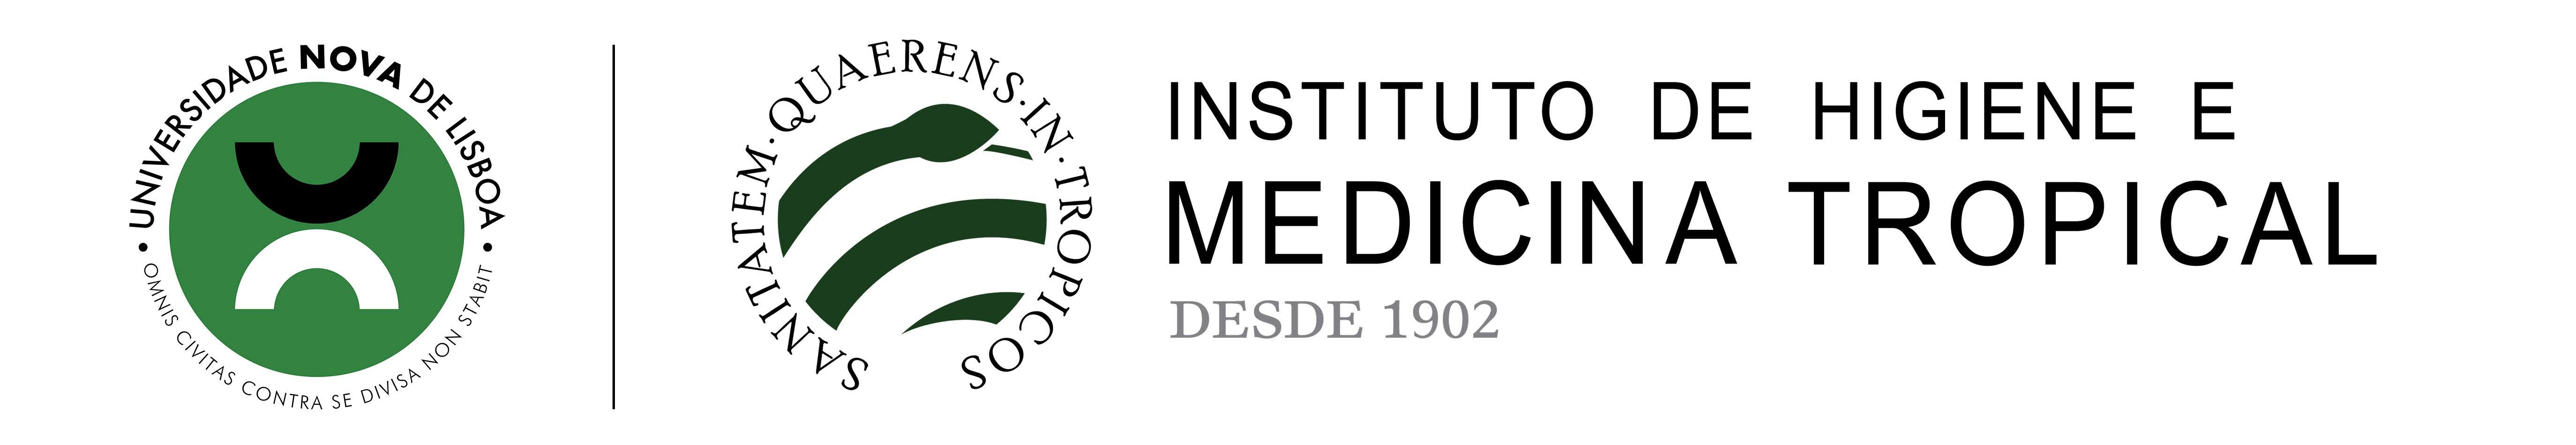 • UNIVERSIDADE NOVA DE LISBOA •
OMNIS CIVITAS CONTRA SE DIVISA NON STABIT
SANITATEM·QUAERENS·IN·TROPICOS
INSTITUTO DE HIGIENE E
MEDICINA TROPICAL
DESDE 1902